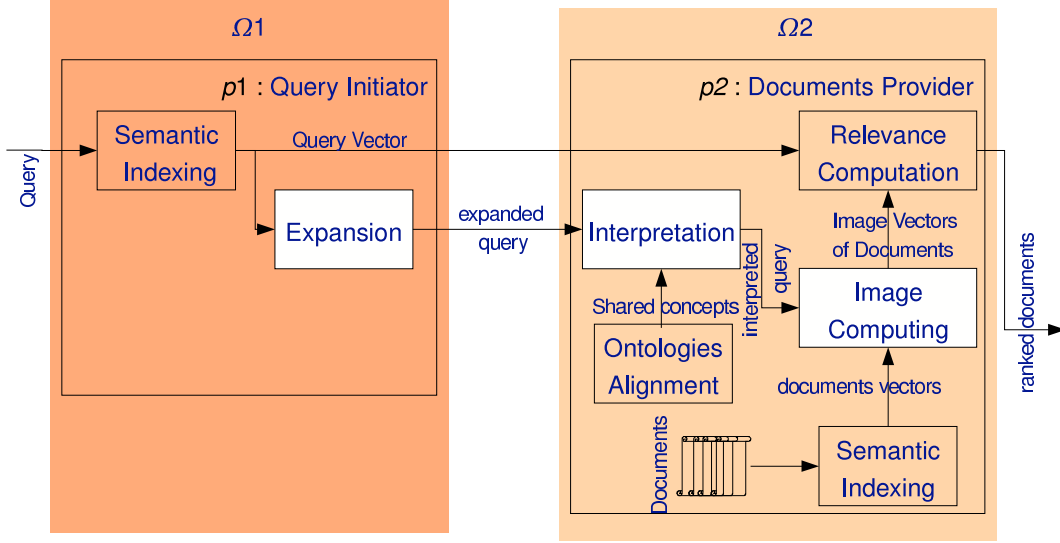 Ω1
p1 : Query Initiator
Query
Semantic
Indexing
Query Vector
Expansion
expanded
query
Ω2
p2 : Documents Provider
Relevance
Computation
Interpretation
Image Vectors
of Documents
interpreted
query
Shared concepts
Image
Computing
Ontologies
Alignment
documents vectors
Documents
Semantic
Indexing
ranked documents